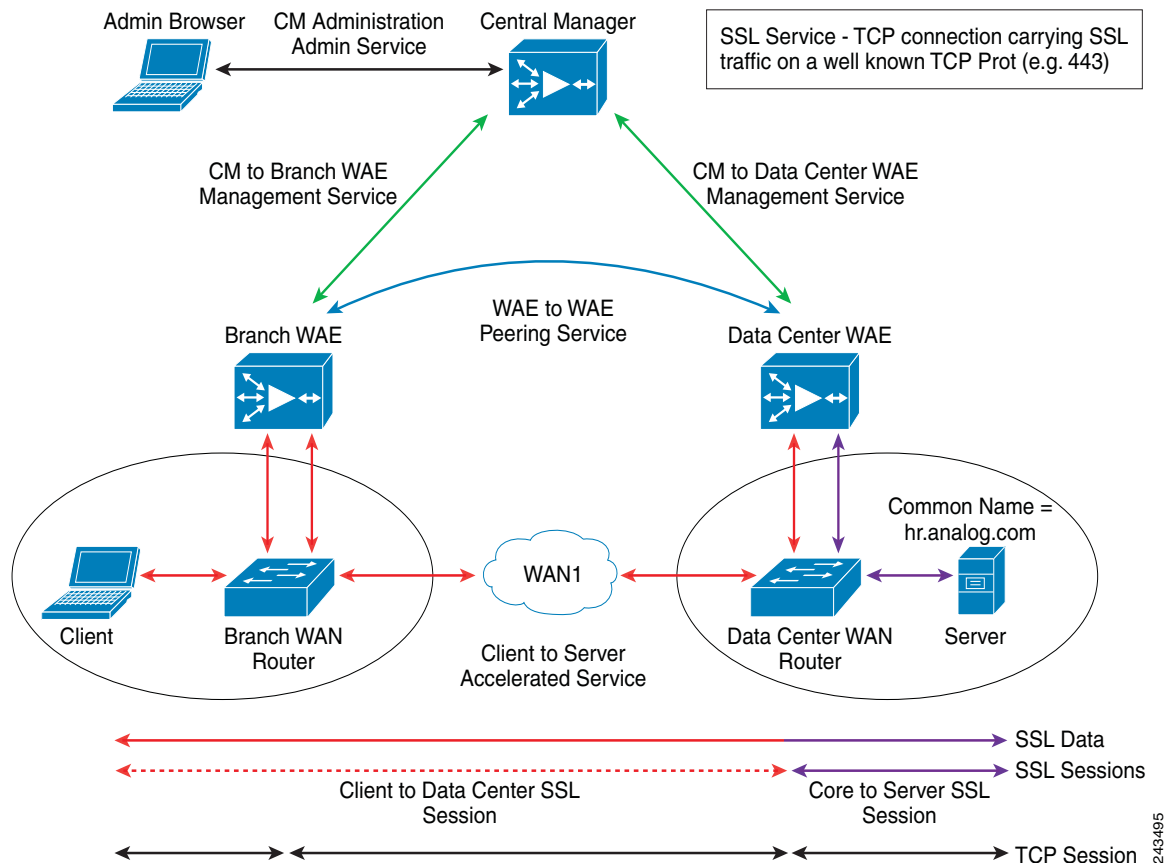 Admin Browser
CM Administration
Admin Service
Central Manager
SSL Service - TCP connection carrying SSL
traffic on a well known TCP Prot (e.g. 443)
CM to Branch WAE
Management Service
CM to Data Center WAE
Management Service
WAE to WAE
Peering Service
Branch WAE
Data Center WAE
Common Name =
hr.analog.com
WAN1
Client
Branch WAN
Router
Client to Server
Accelerated Service
Data Center WAN
Router
Server
SSL Data
SSL Sessions
Client to Data Center SSL
Session
Core to Server SSL
Session
TCP Session
243495